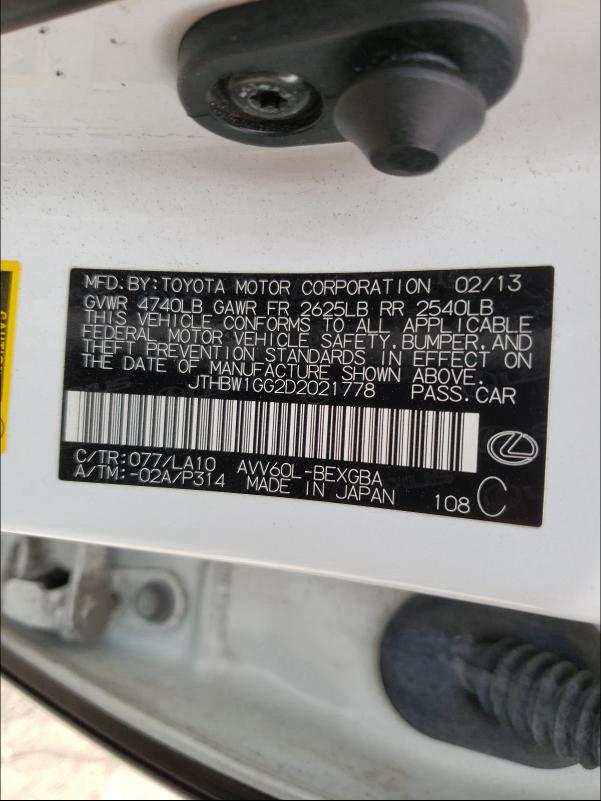 MFD.BY:TOYOTA MOTOR CORPORATION 02/13
GVWR 4740LB GAWR FR 2625LB RR 2540LB
THIS VEHICLE CONFORMS TO ALL APPLICABLE
FEDERAL MOTOR VEHICLE SAFETY,BUMPER,AND
THEFT PREVENTION STANDARDS IN EFFECT ON
THE DATE OF MANUFACTURE SHOWN ABOVE.
JTHBW1GG2D2021778 PASS.CAR
C/TR:077/LA10 AVV60L-BEXGBA
A/TM:-02A/P314 MADE IN JAPAN 108 C
CAUTION